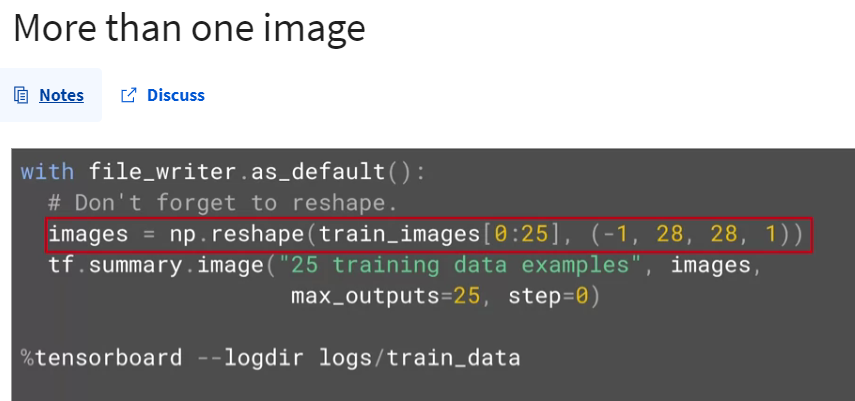 More than one image
Notes Discuss
with file_writer.as_default():
  # Don't forget to reshape.
  images = np.reshape(train_images[0:25], (-1, 28, 28, 1))
  tf.summary.image("25 training data examples", images,
                   max_outputs=25, step=0)
%tensorboard --logdir logs/train_data